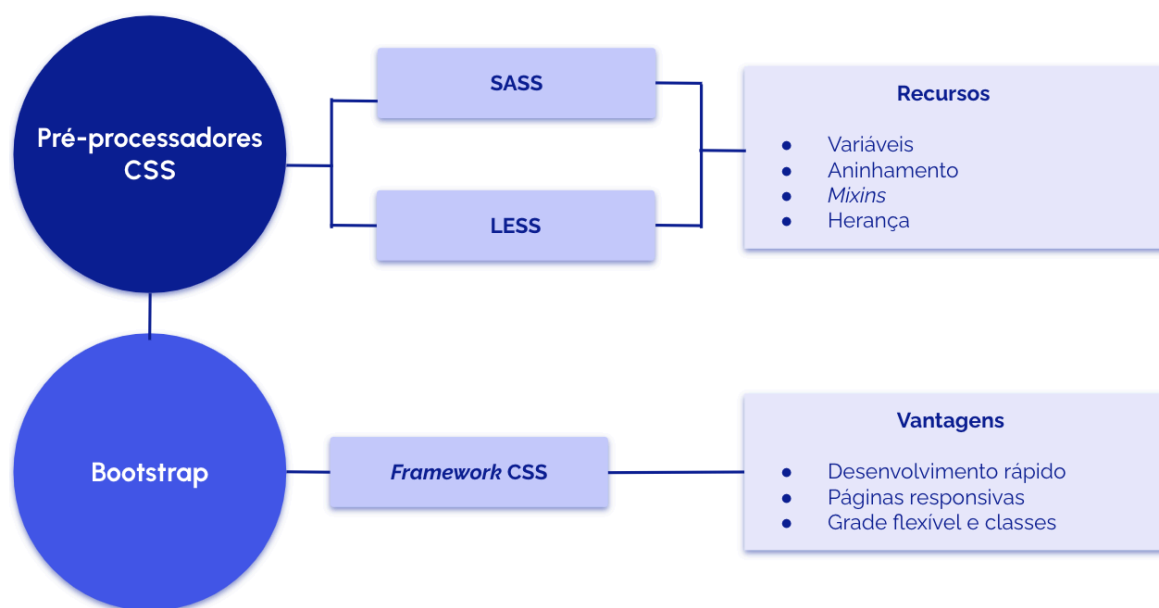 Pré-processadores
CSS
SASS
LESS
Recursos
● Variáveis
● Aninhamento
● Mixins
● Herança
Bootstrap
Framework CSS
Vantagens
● Desenvolvimento rápido
● Páginas responsivas
● Grade flexível e classes